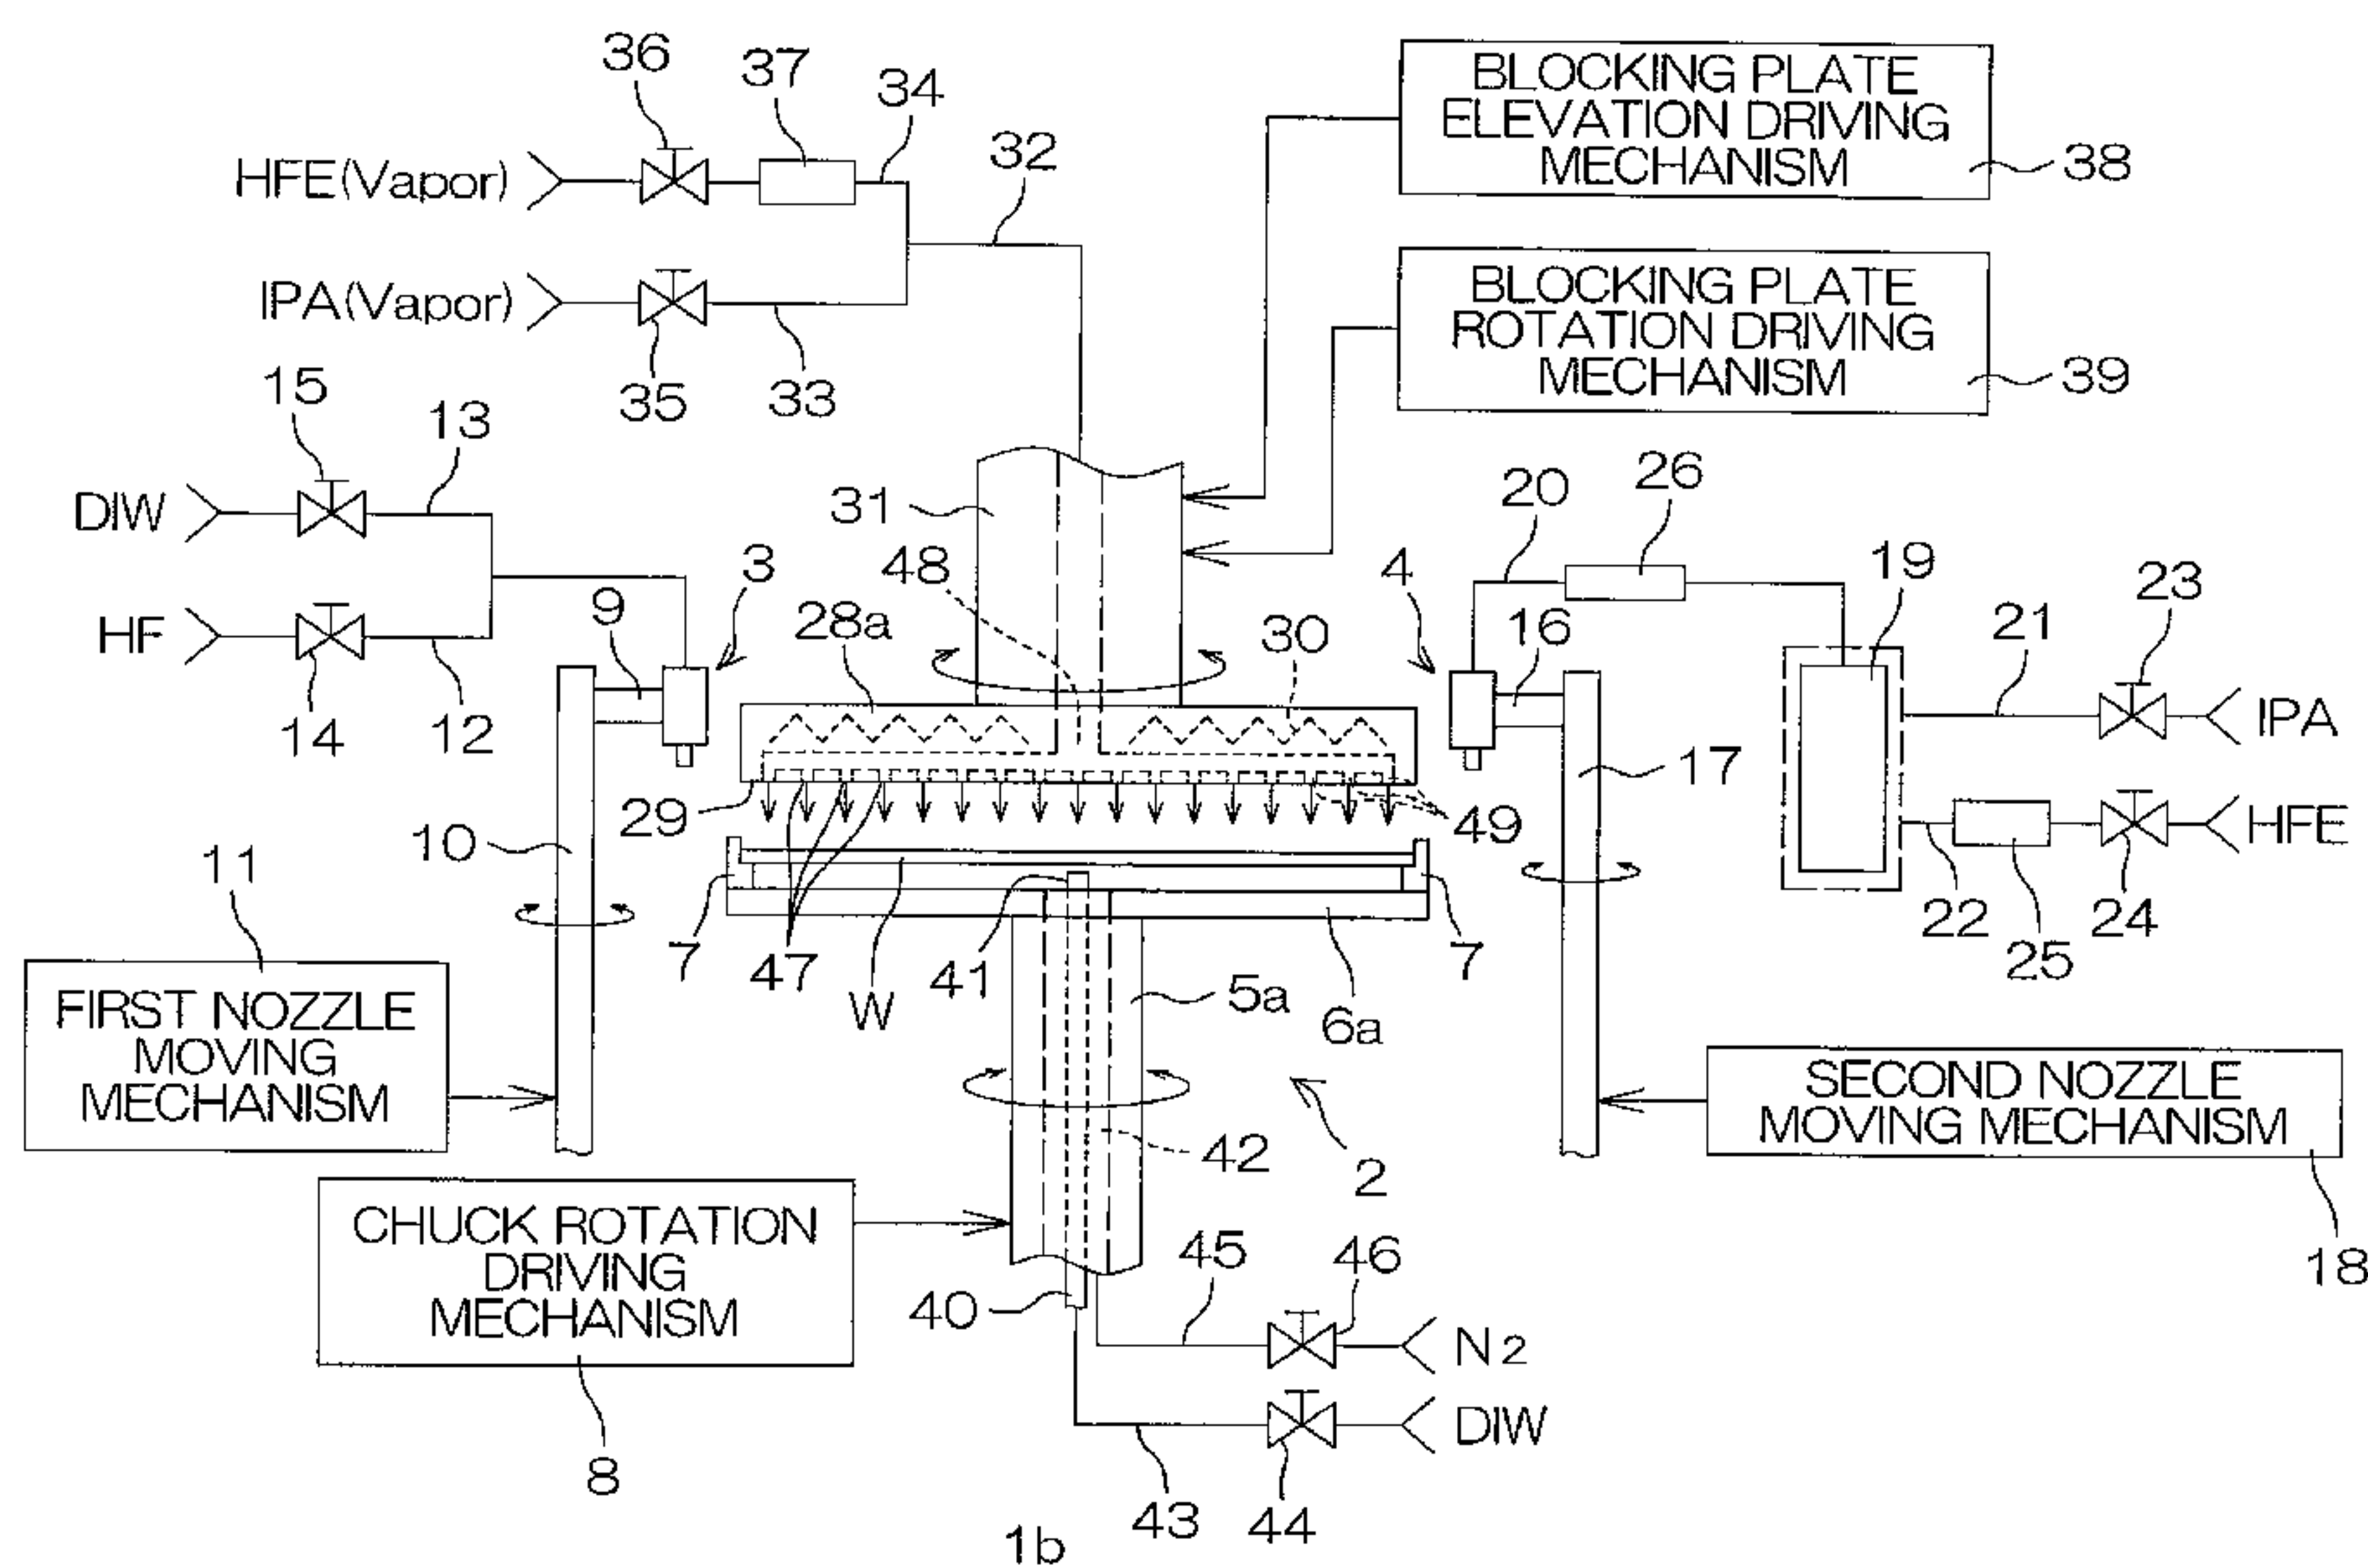 36
37
34
BLOCKING PLATE
ELEVATION DRIVING
MECHANISM
38
HFE(Vapor)
32
IPA(Vapor)
BLOCKING PLATE
ROTATION DRIVING
MECHANISM
39
35
33
15
13
DIW
31
48
3
20
26
4
19
23
HF
9
28a
30
16
21
14
12
IPA
29
10
17
49
HFE
11
7
47
W
41
5a
6a
7
22
25
24
FIRST NOZZLE
MOVING
MECHANISM
SECOND NOZZLE
MOVING MECHANISM
42
2
18
CHUCK ROTATION
DRIVING
MECHANISM
40
45
46
N2
8
DIW
43
44
1b